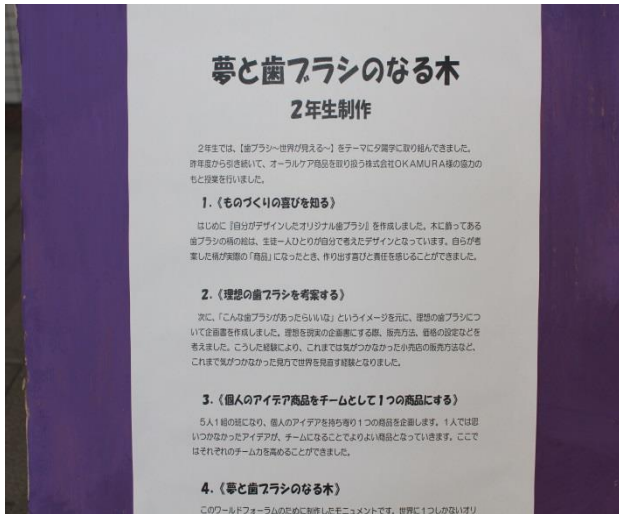 夢と歯ブラシのなる木
2年生制作
2年生では、【歯ブラシ～世界が見える～】をテーマに夕陽学に取り組んできました。
昨年度から引き続いて、オーラルケア商品を取り扱う株式会社OKAMURA様の協力の
もと授業を行いました。
1.《ものづくりの喜びを知る》
はじめに『自分がデザインしたオリジナル歯ブラシ』を作成しました。木に飾ってある
歯ブラシの柄の絵は、生徒一人ひとりが自分で考えたデザインとなっています。自らが考
案した柄が実際の「商品」になったとき、作り出す喜びと責任を感じることができました。
2.《理想の歯ブラシを考案する》
次に、「こんな歯ブラシがあったらいいな」というイメージを元に、理想の歯ブラシにつ
いて企画書を作成しました。理想を現実の企画書にする際、販売方法、価格の設定などを
考えました。こうした経験により、これまでは気がつかなかった小売店の販売方法など、
これまで気がつかなかった見方で世界を見直す経験となりました。
3.《個人のアイデア商品をチームとして1つの商品にする》
5人1組の班になり、個人のアイデアを持ち寄り1つの商品を企画します。1人では思
いつかなかったアイデアが、チームになることでよりよい商品となっていきます。ここで
はそれぞれのチーム力を高めることができました。
4.《夢と歯ブラシのなる木》
このワールドフォーラムのために制作したモニュメントです。世界に1つしかないオリ